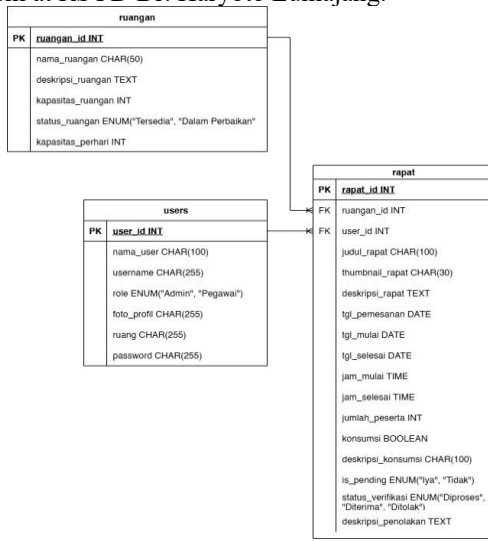 Dr. Haryoto Lumajang.
ruangan
PK ruangan_id INT
nama_ruangan CHAR(50)
deskripsi_ruangan TEXT
kapasitas_ruangan INT
status_ruangan ENUM("Tersedia", "Dalam Perbaikan"
kapasitas_perhari INT
users
PK user_id INT
nama_user CHAR(100)
username CHAR(255)
role ENUM("Admin", "Pegawai")
foto_profil CHAR(255)
ruang CHAR(255)
password CHAR(255)
rapat
PK rapat_id INT
FK ruangan_id INT
FK user_id INT
judul_rapat CHAR(100)
thumbnail_rapat CHAR(30)
deskripsi_rapat TEXT
tgl_pemesanan DATE
tgl_mulai DATE
tgl_selesai DATE
jam_mulai TIME
jam_selesai TIME
jumlah_peserta INT
konsumsi BOOLEAN
deskripsi_konsumsi CHAR(100)
is_pending ENUM("Iya", "Tidak")
status_verifikasi ENUM("Diproses",
"Diterima". "Ditolak")
deskripsi_penolakan TEXT